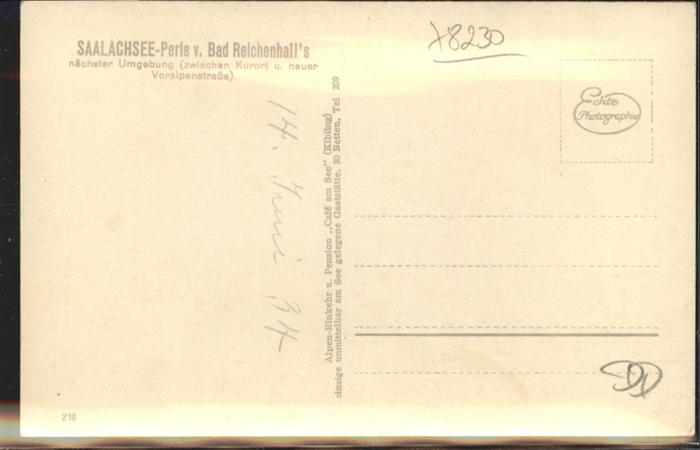 SAALACHSEE-Perle v. Bad Reichenhall's
nächster Umgebung (zwischen Kurort u. neuer
Voralpenstraße).
x8230
Echte
Photographie
14. Juni 34
Alpen-Einkehr u. Pension „Café am See" (Kibling)
einzige unmittelbar am See gelegene Gaststätte, 30 Betten, Tel 209
210